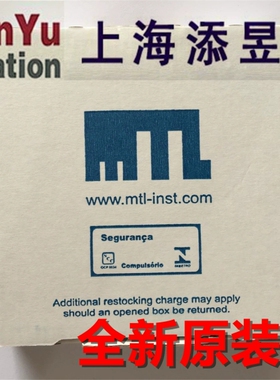 nYu 上海添昱
ation
MTL
www.mtl-inst.com
Segurança
Compulsório
INMETRO
Additional restocking charge may apply
should an opened box be returned.
全新原装